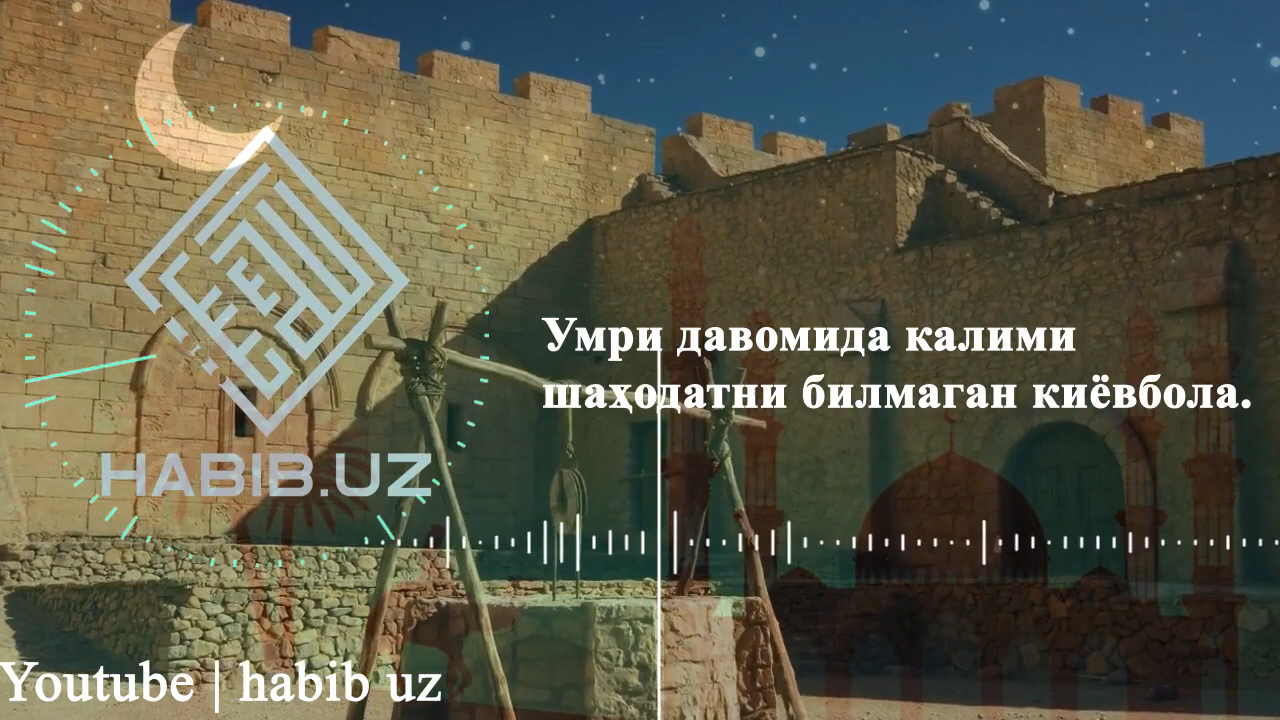 HABIB.UZ
Умри давомида калими
шаҳодатни билмаган киёвбола.
Youtube | habib uz